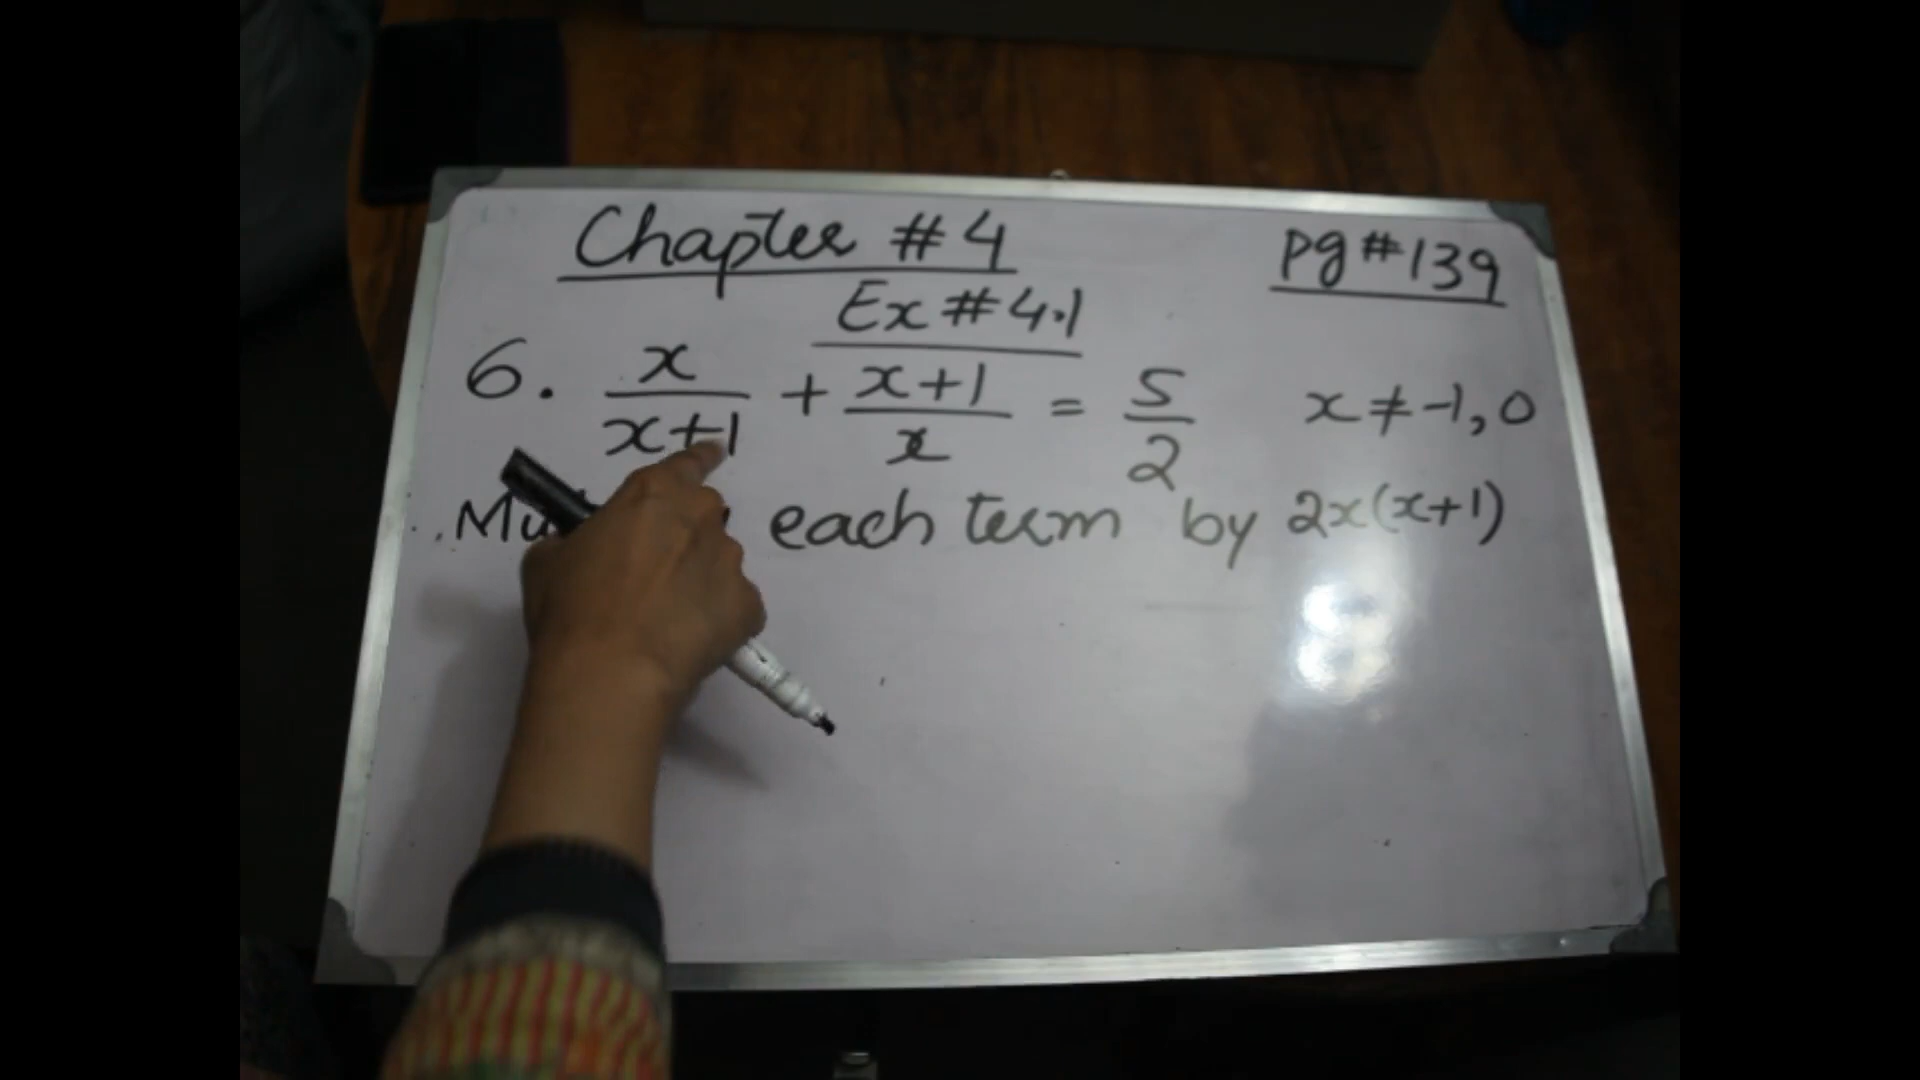 Chapter #4
pg #139
Ex #4.1
6. x/(x+1) + (x+1)/x = 5/2    x ≠ -1, 0
each term by 2x(x+1)